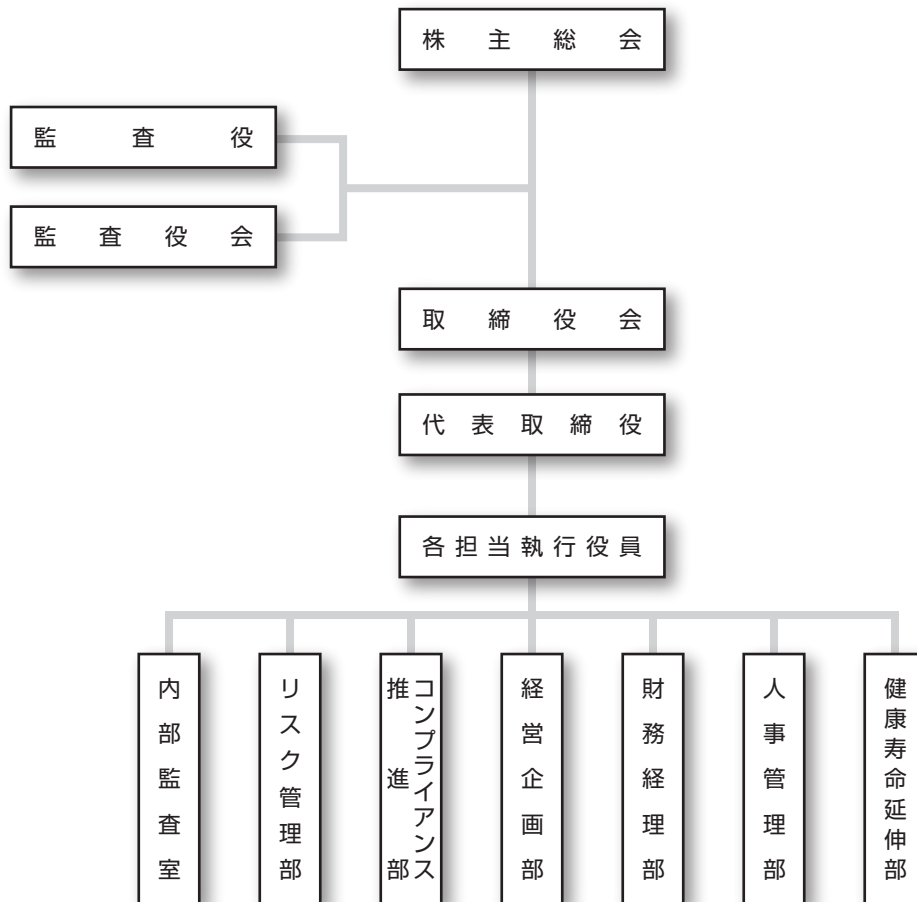 株主総会
監査役
監査役会
取締役会
代表取締役
各担当執行役員
内部監査室
リスク管理部
コンプライアンス
推進部
経営企画部
財務経理部
人事管理部
健康寿命延伸部